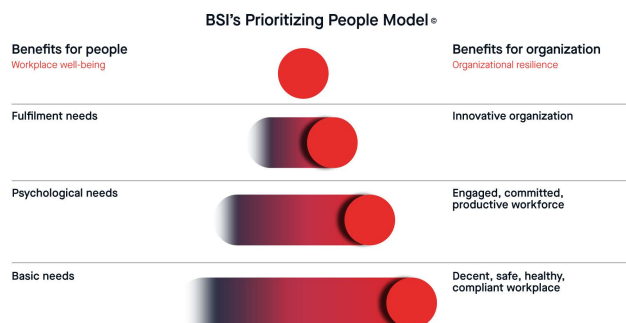 BSI's Prioritizing People Model ©
Benefits for people
Workplace well-being
Benefits for organization
Organizational resilience
Fulfilment needs
Innovative organization
Psychological needs
Engaged, committed,
productive workforce
Basic needs
Decent, safe, healthy,
compliant workplace